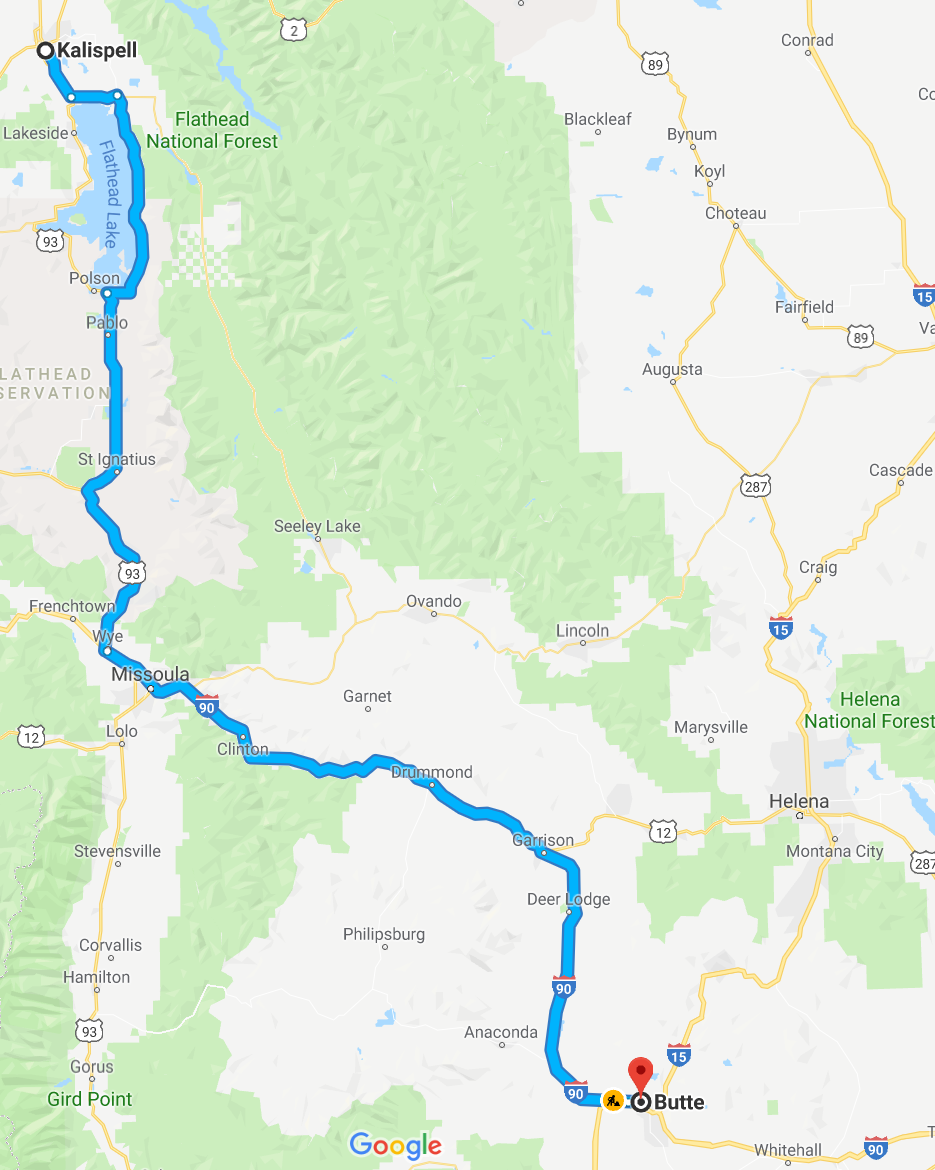 2
Kalispell
Conrad
89
Co
Flathead
National Forest
Blackleaf
Lakeside
Bynum
Koyl
Flathead Lake
Choteau
93
Polson
15
Fairfield
Pablo
Va
89
LATHEAD
SERVATION
Augusta
St Ignatius
Cascade
287
Seeley Lake
93
Craig
Frenchtown
Ovando
15
Lincoln
Wye
Missoula
90
Garnet
Helena
National Forest
12
Lolo
Marysville
Clinton
Drummond
Helena
12
Garrison
Stevensville
Montana City
287
Deer Lodge
Philipsburg
Corvallis
Hamilton
90
93
Anaconda
15
Gorus
90
Gird Point
Butte
Google
Whitehall
90
T